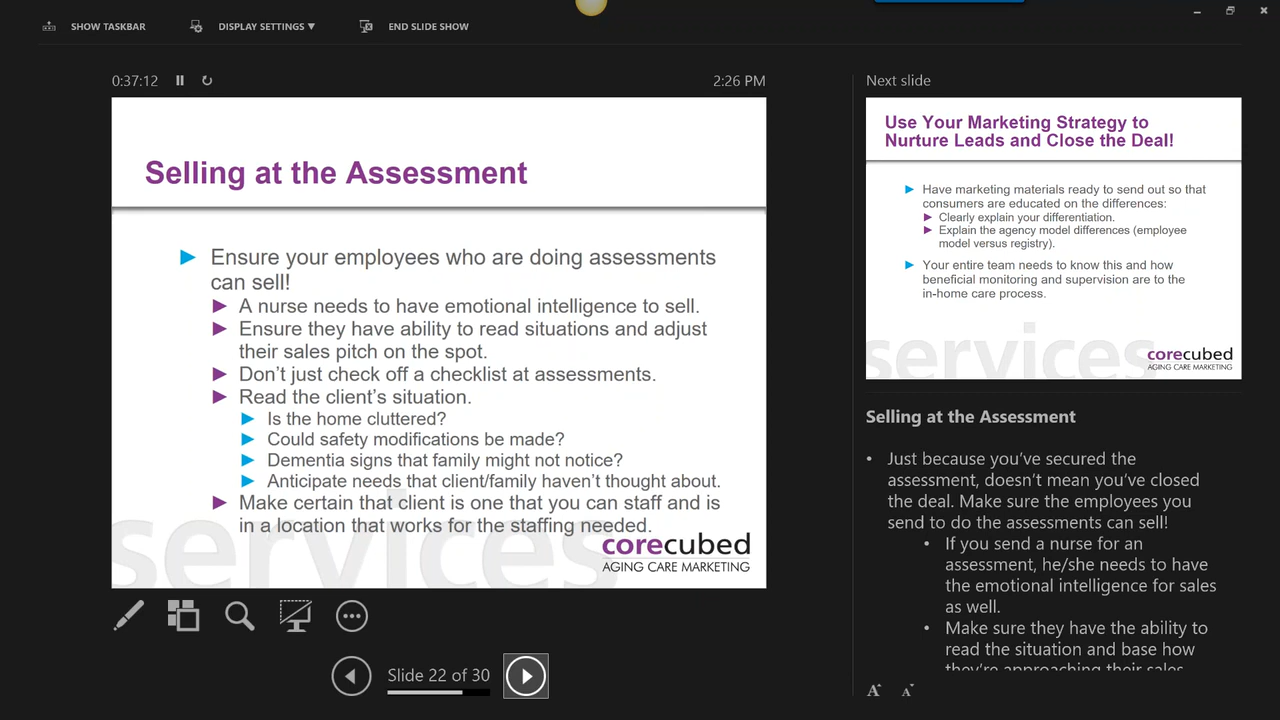 SHOW TASKBAR
DISPLAY SETTINGS ▼
END SLIDE SHOW
0:37:12
2:26 PM
Selling at the Assessment
Ensure your employees who are doing assessments
can sell!
A nurse needs to have emotional intelligence to sell.
Ensure they have ability to read situations and adjust
their sales pitch on the spot.
Don't just check off a checklist at assessments.
Read the client's situation.
Is the home cluttered?
Could safety modifications be made?
Dementia signs that family might not notice?
Anticipate needs that client/family haven't thought about.
Make certain that client is one that you can staff and is
in a location that works for the staffing needed.
services
corecubed
AGING CARE MARKETING
Slide 22 of 30
Next slide
Use Your Marketing Strategy to
Nurture Leads and Close the Deal!
Have marketing materials ready to send out so that
consumers are educated on the differences:
Clearly explain your differentiation.
Explain the agency model differences (employee
model versus registry).
Your entire team needs to know this and how
beneficial monitoring and supervision are to the
in-home care process.
services
corecubed
AGING CARE MARKETING
Selling at the Assessment
• Just because you've secured the
assessment, doesn't mean you've closed
the deal. Make sure the employees you
send to do the assessments can sell!
• If you send a nurse for an
assessment, he/she needs to have
the emotional intelligence for sales
as well.
• Make sure they have the ability to
read the situation and base how
they're approaching their sales
A A